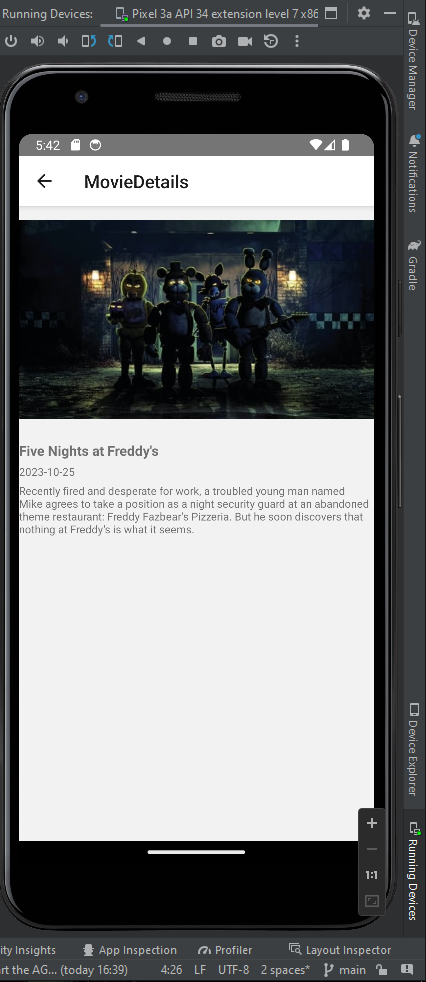 Running Devices:
Pixel 3a API 34 extension level 7 x86
5:42
MovieDetails
Five Nights at Freddy's
2023-10-25
Recently fired and desperate for work, a troubled young man named
Mike agrees to take a position as a night security guard at an abandoned
theme restaurant: Freddy Fazbear's Pizzeria. But he soon discovers that
nothing at Freddy's is what it seems.
1:1
Device Manager
Notifications
Gradle
Device Explorer
Running Devices
ity Insights
App Inspection
Profiler
Layout Inspector
rt the AG... (today 16:39)
4:26
LF
UTF-8
2 spaces*
main